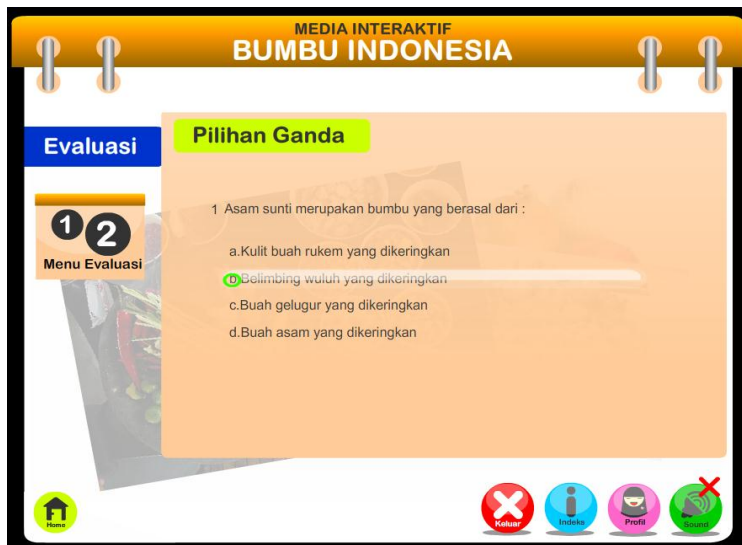 MEDIA INTERAKTIF
BUMBU INDONESIA
Evaluasi
Pilihan Ganda
1 2
Menu Evaluasi
1 Asam sunti merupakan bumbu yang berasal dari :
a.Kulit buah rukem yang dikeringkan
b.Belimbing wuluh yang dikeringkan
c.Buah gelugur yang dikeringkan
d.Buah asam yang dikeringkan
Home
Keluar
Indeks
Profil
Sound